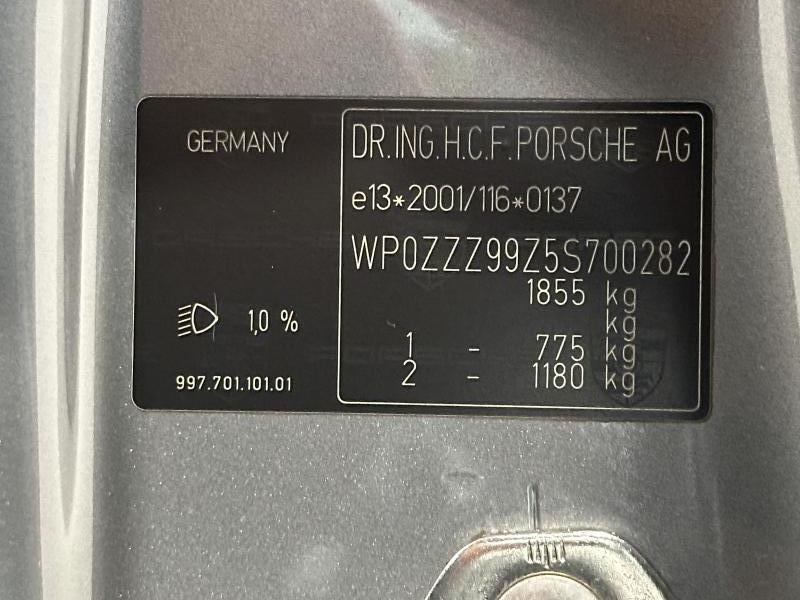 GERMANY
DR.ING.H.C.F.PORSCHE AG
e13*2001/116*0137
WP0ZZZ99Z5S700282
1855 kg
kg
1 - 775 kg
2 - 1180 kg
1,0 %
997.701.101.01